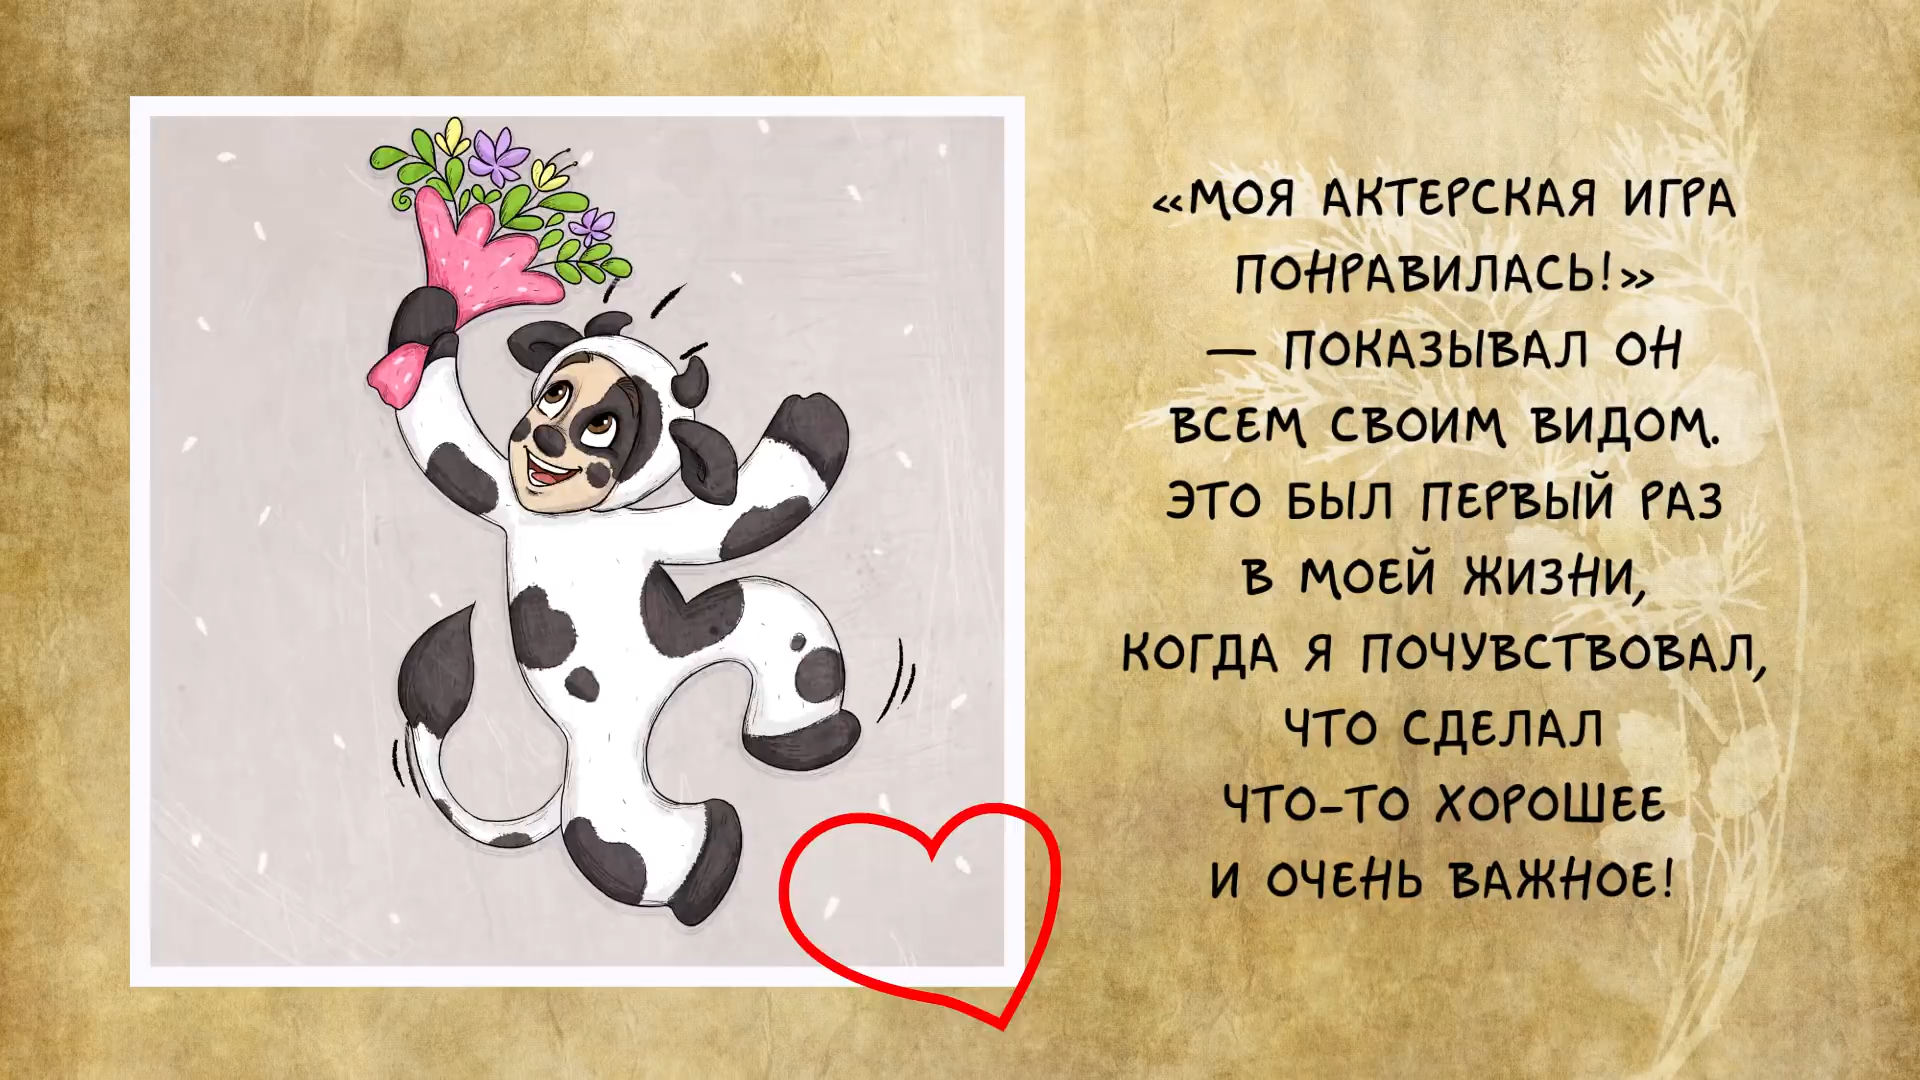 «МОЯ АКТЕРСКАЯ ИГРА
ПОНРАВИЛАСЬ!»
— ПОКАЗЫВАЛ ОН
ВСЕМ СВОИМ ВИДОМ.
ЭТО БЫЛ ПЕРВЫЙ РАЗ
В МОЕЙ ЖИЗНИ,
КОГДА Я ПОЧУВСТВОВАЛ,
ЧТО СДЕЛАЛ
ЧТО-ТО ХОРОШЕЕ
И ОЧЕНЬ ВАЖНОЕ!